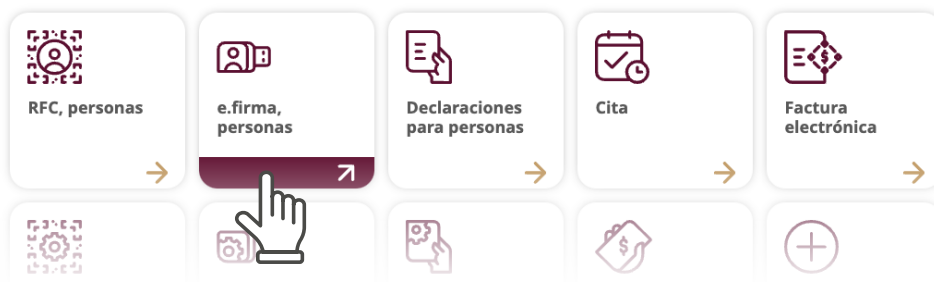 RFC, personas
e.firma,
personas
Declaraciones
para personas
Cita
Factura
electrónica